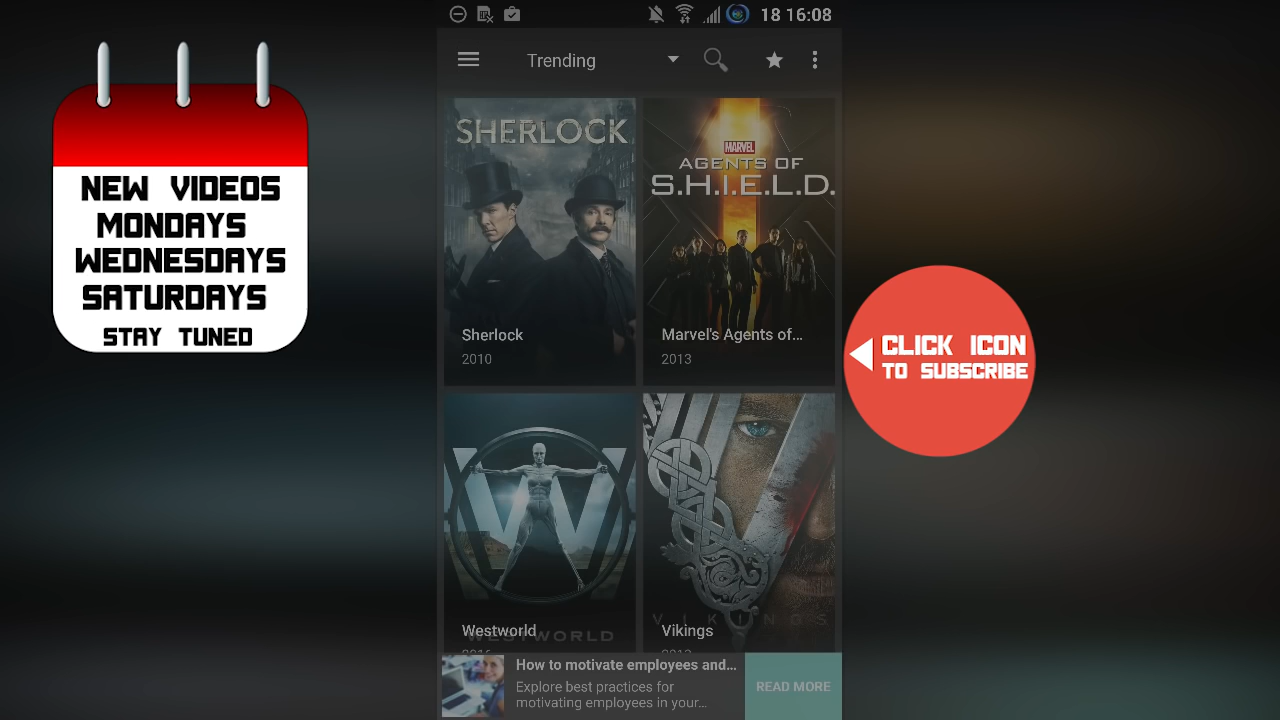 18 16:08
Trending
NEW VIDEOS
MONDAYS
WEDNESDAYS
SATURDAYS
STAY TUNED
SHERLOCK
Sherlock
2010
MARVEL
AGENTS OF
S.H.I.E.L.D.
Marvel's Agents of...
2013
CLICK ICON
TO SUBSCRIBE
WESTWORLD
Westworld
VIKINGS
Vikings
How to motivate employees and...
Explore best practices for
motivating employees in your...
READ MORE